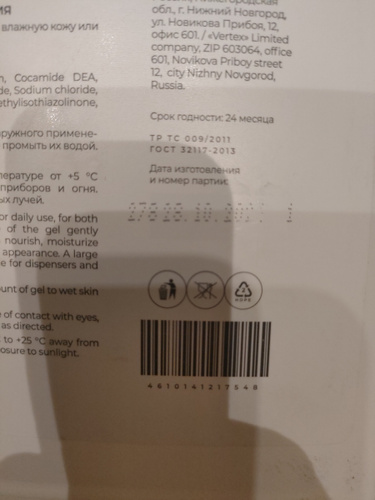 ия
влажную кожу или
n, Cocamide DEA,
de, Sodium chloride,
ethylisothiazolinone,
ружного примене-
промыть их водой.
пературе от +5 °C
приборов и огня.
ых лучей.
or daily use, for both
of the gel gently
nourish, moisturize
appearance. A large
e for dispensers and
ount of gel to wet skin
e of contact with eyes,
as directed.
to +25 °C away from
osure to sunlight.
обл., г. Нижний Новгород,
ул. Новикова Прибоя, 12,
офис 601. / «Vertex» Limited
company, ZIP 603064, office
601, Novikova Priboy street
12, city Nizhny Novgorod,
Russia.
Срок годности: 24 месяца
ТР ТС 009/2011
ГОСТ 32117-2013
Дата изготовления
и номер партии:
HDPE
4610141217548